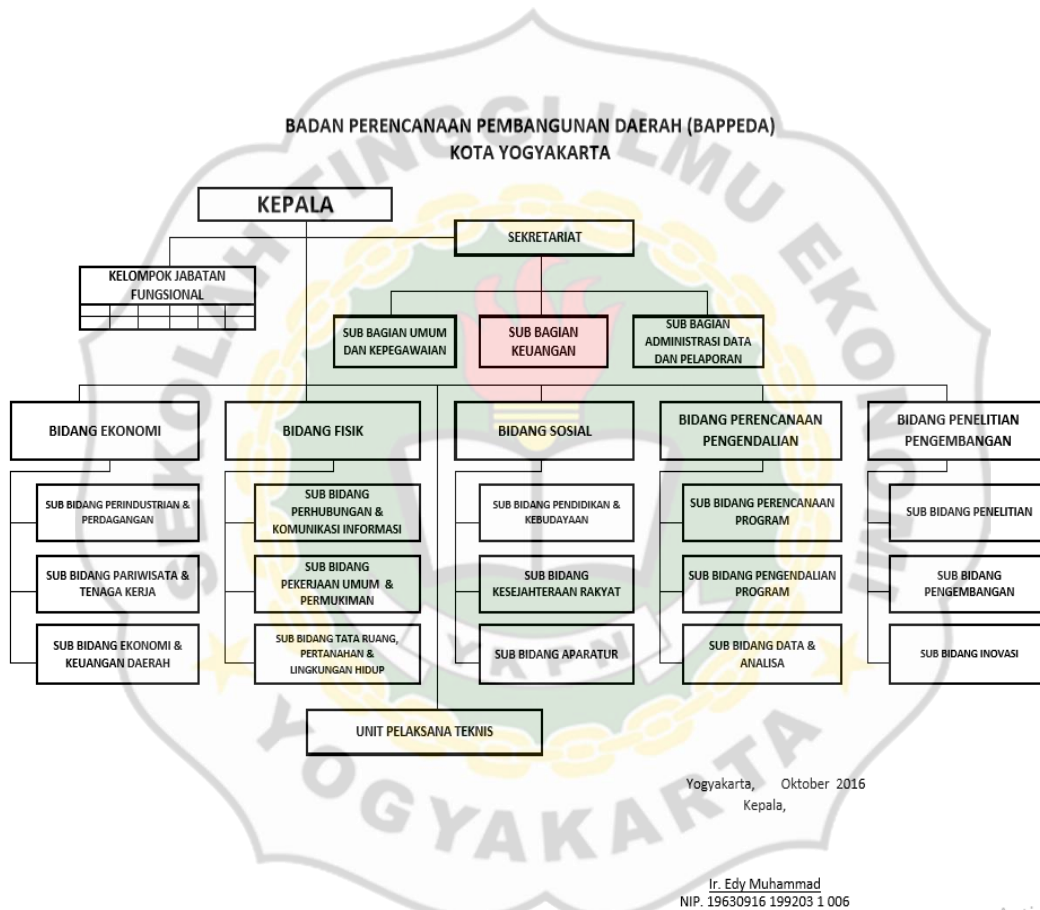 BADAN PERENCANAAN PEMBANGUNAN DAERAH (BAPPEDA)
KOTA YOGYAKARTA
KEPALA
SEKRETARIAT
KELOMPOK JABATAN
FUNGSIONAL
SUB BAGIAN UMUM
DAN KEPEGAWAIAN
SUB BAGIAN
KEUANGAN
SUB BAGIAN
ADMINISTRASI DATA
DAN PELAPORAN
BIDANG EKONOMI
BIDANG FISIK
BIDANG SOSIAL
BIDANG PERENCANAAN
PENGENDALIAN
BIDANG PENELITIAN
PENGEMBANGAN
SUB BIDANG PERINDUSTRIAN &
PERDAGANGAN
SUB BIDANG
PERHUBUNGAN &
KOMUNIKASI INFORMASI
SUB BIDANG PENDIDIKAN &
KEBUDAYAAN
SUB BIDANG PERENCANAAN
PROGRAM
SUB BIDANG PENELITIAN
SUB BIDANG PARIWISATA &
TENAGA KERJA
SUB BIDANG
PEKERJAAN UMUM &
PERMUKIMAN
SUB BIDANG
KESEJAHTERAAN RAKYAT
SUB BIDANG PENGENDALIAN
PROGRAM
SUB BIDANG
PENGEMBANGAN
SUB BIDANG EKONOMI &
KEUANGAN DAERAH
SUB BIDANG TATA RUANG,
PERTANAHAN &
LINGKUNGAN HIDUP
SUB BIDANG APARATUR
SUB BIDANG DATA &
ANALISA
SUB BIDANG INOVASI
UNIT PELAKSANA TEKNIS
Yogyakarta, Oktober 2016
Kepala,
Ir. Edy Muhammad
NIP. 19630916 199203 1 006
SEKOLAH TINGGI ILMU EKONOMI
YKPN
YOGYAKARTA